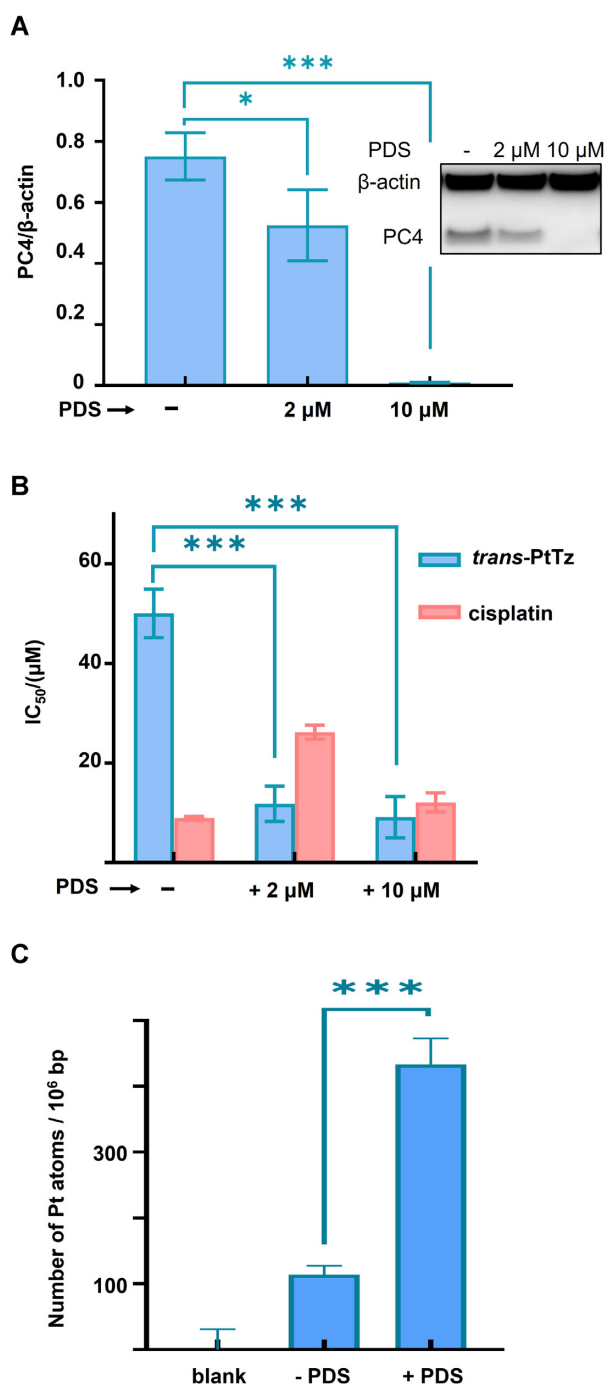 A
***
*
1.0
0.8
0.6
0.4
0.2
0
PC4/β-actin
PDS - 2 μM 10 μM
β-actin
PC4
PDS → – 2 μM 10 μM
B
***
***
60
40
20
IC50/(μM)
trans-PtTz
cisplatin
PDS → – + 2 μM + 10 μM
C
***
300
100
Number of Pt atoms / 10⁶ bp
blank - PDS + PDS